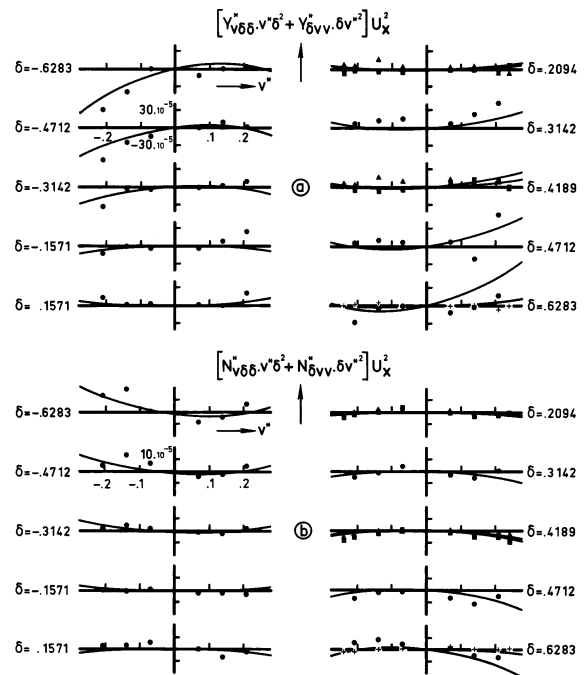 [Y*vδδ.v*δ² + Y*δvv.δv*²] U²x
δ=-.6283
v*
δ=-.4712
30.10⁻⁵
-30.10⁻⁵
-.2 -.1 .1 .2
δ=-.3142
δ=-.1571
δ= .1571
δ=.2094
δ=.3142
ⓐ
δ=.4189
δ=.4712
δ=.6283
[N*vδδ.v*δ² + N*δvv.δv*²] U²x
δ=-.6283
v*
δ=-.4712
10.10⁻⁵
-.2 -.1 .1 .2
δ=-.3142
δ=-.1571
δ= .1571
δ=.2094
δ=.3142
ⓑ
δ=.4189
δ=.4712
δ=.6283